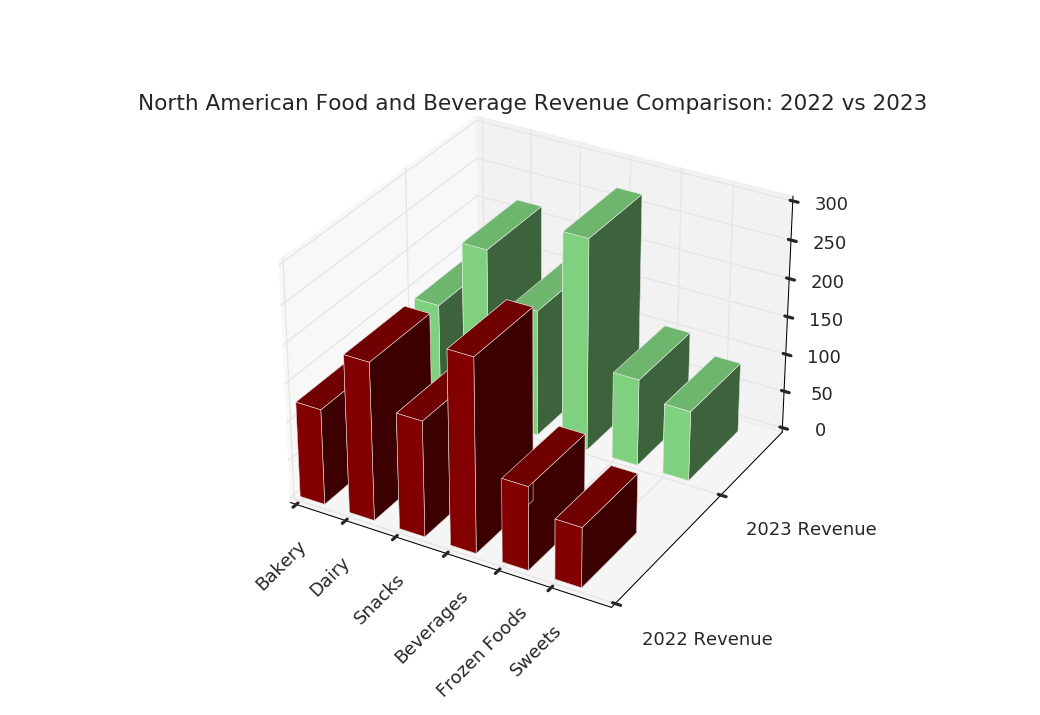 North American Food and Beverage Revenue Comparison: 2022 vs 2023
300
250
200
150
100
50
0
2023 Revenue
2022 Revenue
Bakery
Dairy
Snacks
Beverages
Frozen Foods
Sweets